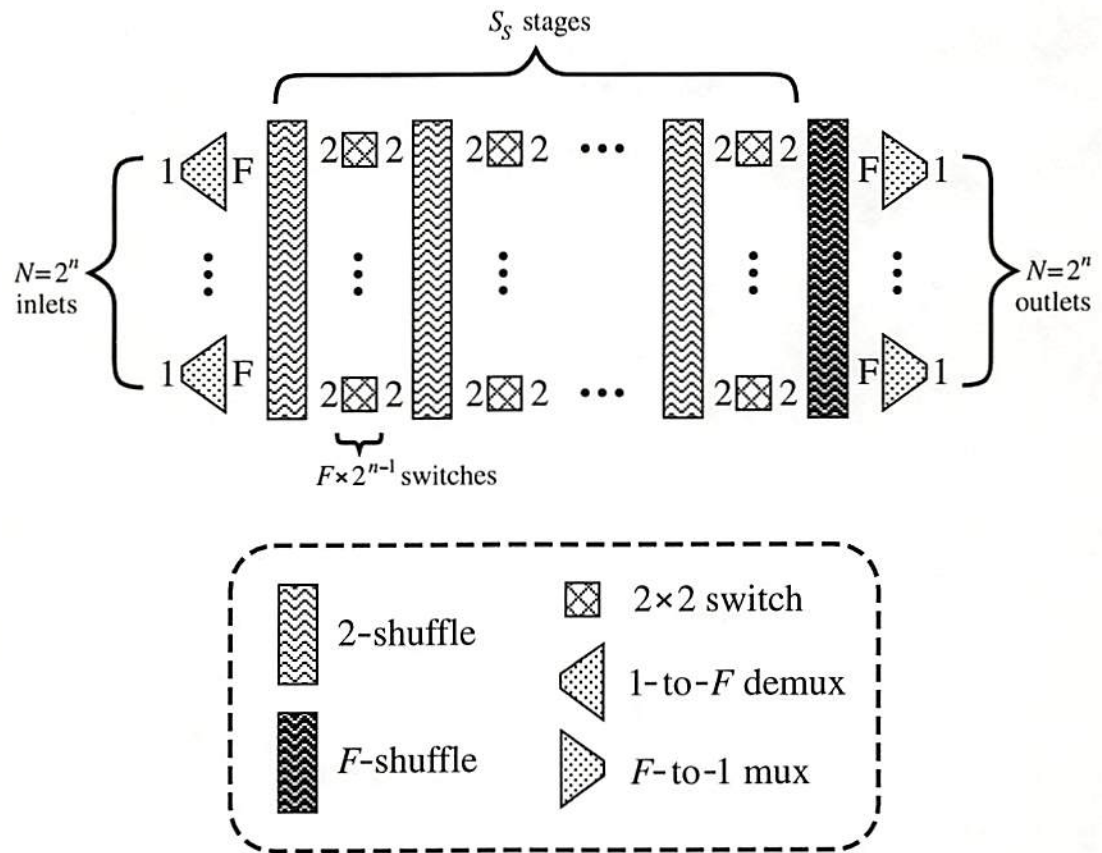 S_S stages
1 F 2 2 2 2 ••• 2 2 F 1
N=2^n
inlets
N=2^n
outlets
1 F 2 2 2 2 ••• 2 2 F 1
F×2^{n-1} switches
2-shuffle
2×2 switch
1-to-F demux
F-shuffle
F-to-1 mux